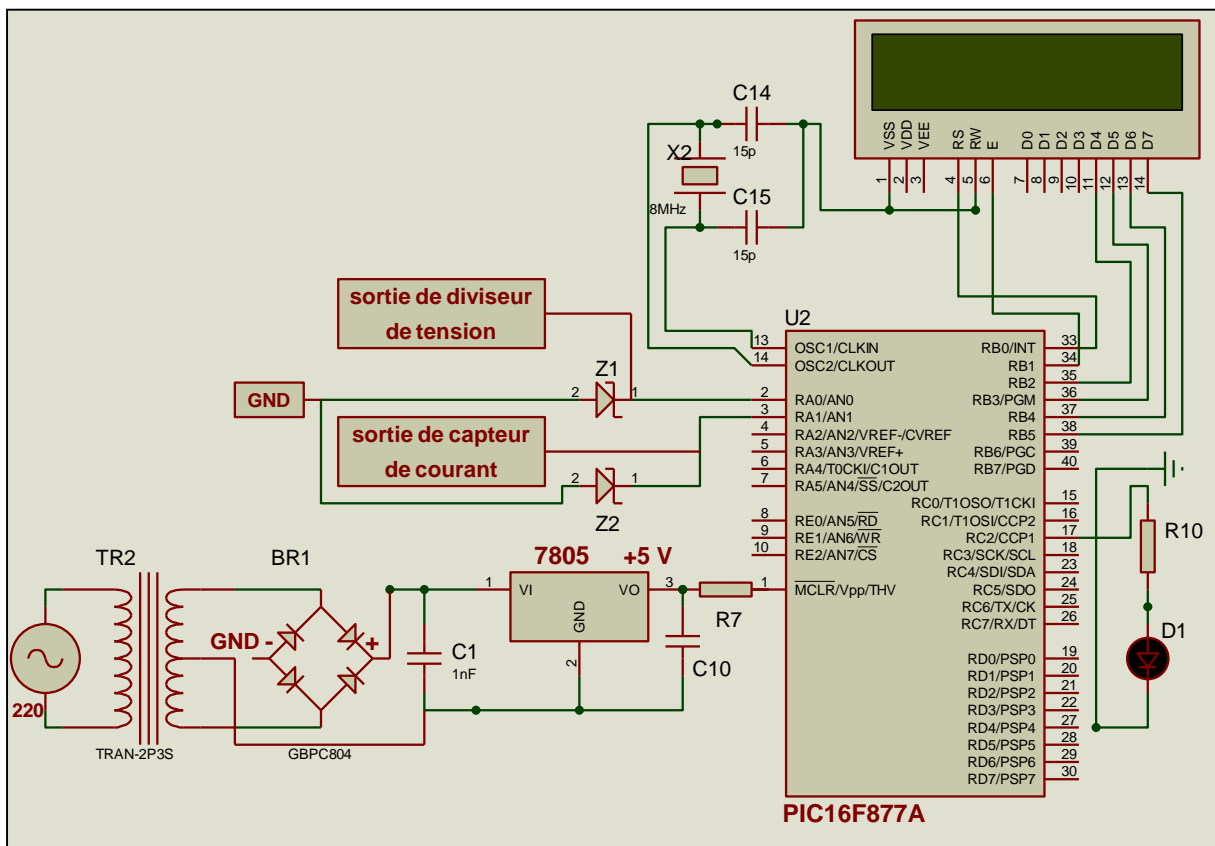 C14
15p
X2
8MHz
C15
15p
VSS
VDD
VEE
RS
RW
E
D0
D1
D2
D3
D4
D5
D6
D7
1
2
3
4
5
6
7
8
9
10
11
12
13
14
sortie de diviseur
de tension
GND
Z1
2
1
sortie de capteur
de courant
2
1
Z2
U2
13 OSC1/CLKIN
14 OSC2/CLKOUT
2 RA0/AN0
3 RA1/AN1
4 RA2/AN2/VREF-/CVREF
5 RA3/AN3/VREF+
6 RA4/T0CKI/C1OUT
7 RA5/AN4/SS/C2OUT
8 RE0/AN5/RD
9 RE1/AN6/WR
10 RE2/AN7/CS
1 MCLR/Vpp/THV
RB0/INT 33
RB1 34
RB2 35
RB3/PGM 36
RB4 37
RB5 38
RB6/PGC 39
RB7/PGD 40
RC0/T1OSO/T1CKI 15
RC1/T1OSI/CCP2 16
RC2/CCP1 17
RC3/SCK/SCL 18
RC4/SDI/SDA 23
RC5/SDO 24
RC6/TX/CK 25
RC7/RX/DT 26
RD0/PSP0 19
RD1/PSP1 20
RD2/PSP2 21
RD3/PSP3 22
RD4/PSP4 27
RD5/PSP5 28
RD6/PSP6 29
RD7/PSP7 30
PIC16F877A
R10
D1
TR2
220
TRAN-2P3S
BR1
GND -
+
GBPC804
C1
1nF
7805 +5 V
1
VI
VO
3
GND
2
C10
R7